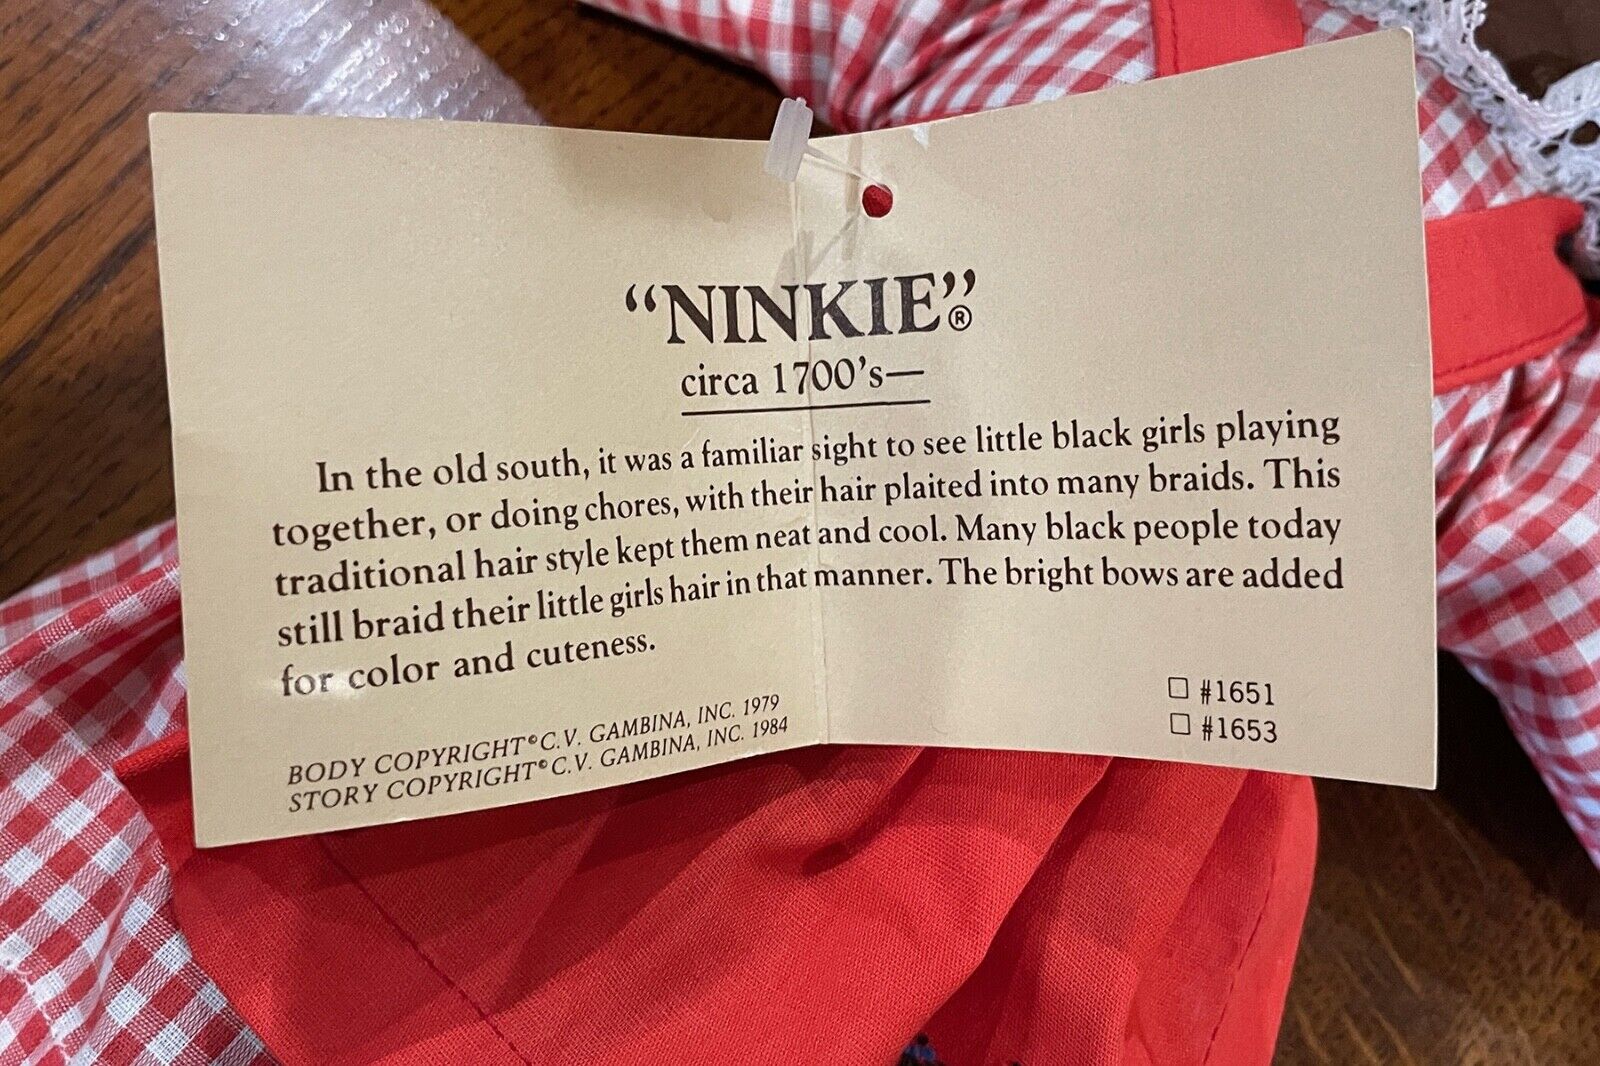 “NINKIE”®
circa 1700’s—
In the old south, it was a familiar sight to see little black girls playing
together, or doing chores, with their hair plaited into many braids. This
traditional hair style kept them neat and cool. Many black people today
still braid their little girls hair in that manner. The bright bows are added
for color and cuteness.
BODY COPYRIGHT©C.V. GAMBINA, INC. 1979
STORY COPYRIGHT©C.V. GAMBINA, INC. 1984
☐ #1651
☐ #1653